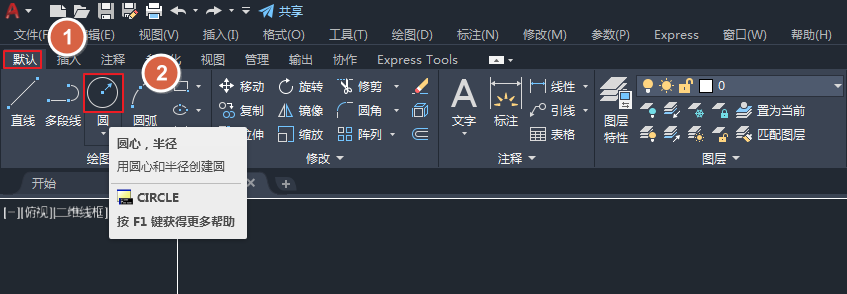 A 共享
文件(F 编辑(E) 视图(V) 插入(I) 格式(O) 工具(T) 绘图(D) 标注(N) 修改(M) 参数(P) Express 窗口(W) 帮助(H)
1
默认 插入 注释 视图 管理 输出 协作 Express Tools
2
移动 旋转 修剪 线性 0
直线 多段线 圆 圆弧 复制 镜像 圆角 A 文字 标注 引线 图层特性 置为当前
拉伸 缩放 阵列 表格 匹配图层
绘图 修改 注释 图层
圆心，半径
用圆心和半径创建圆
CIRCLE
按 F1 键获得更多帮助
开始
[−][俯视][二维线框]